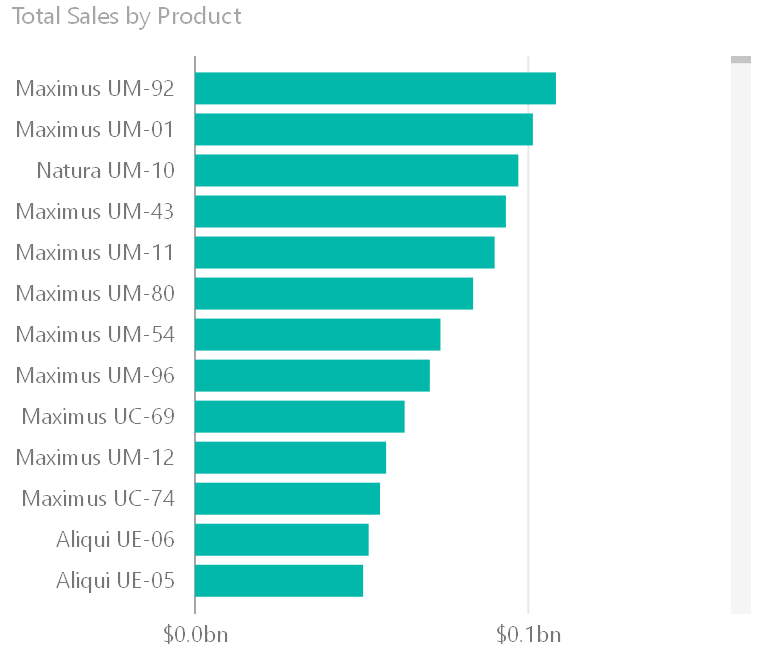 Total Sales by Product
Maximus UM-92
Maximus UM-01
Natura UM-10
Maximus UM-43
Maximus UM-11
Maximus UM-80
Maximus UM-54
Maximus UM-96
Maximus UC-69
Maximus UM-12
Maximus UC-74
Aliqui UE-06
Aliqui UE-05
$0.0bn $0.1bn